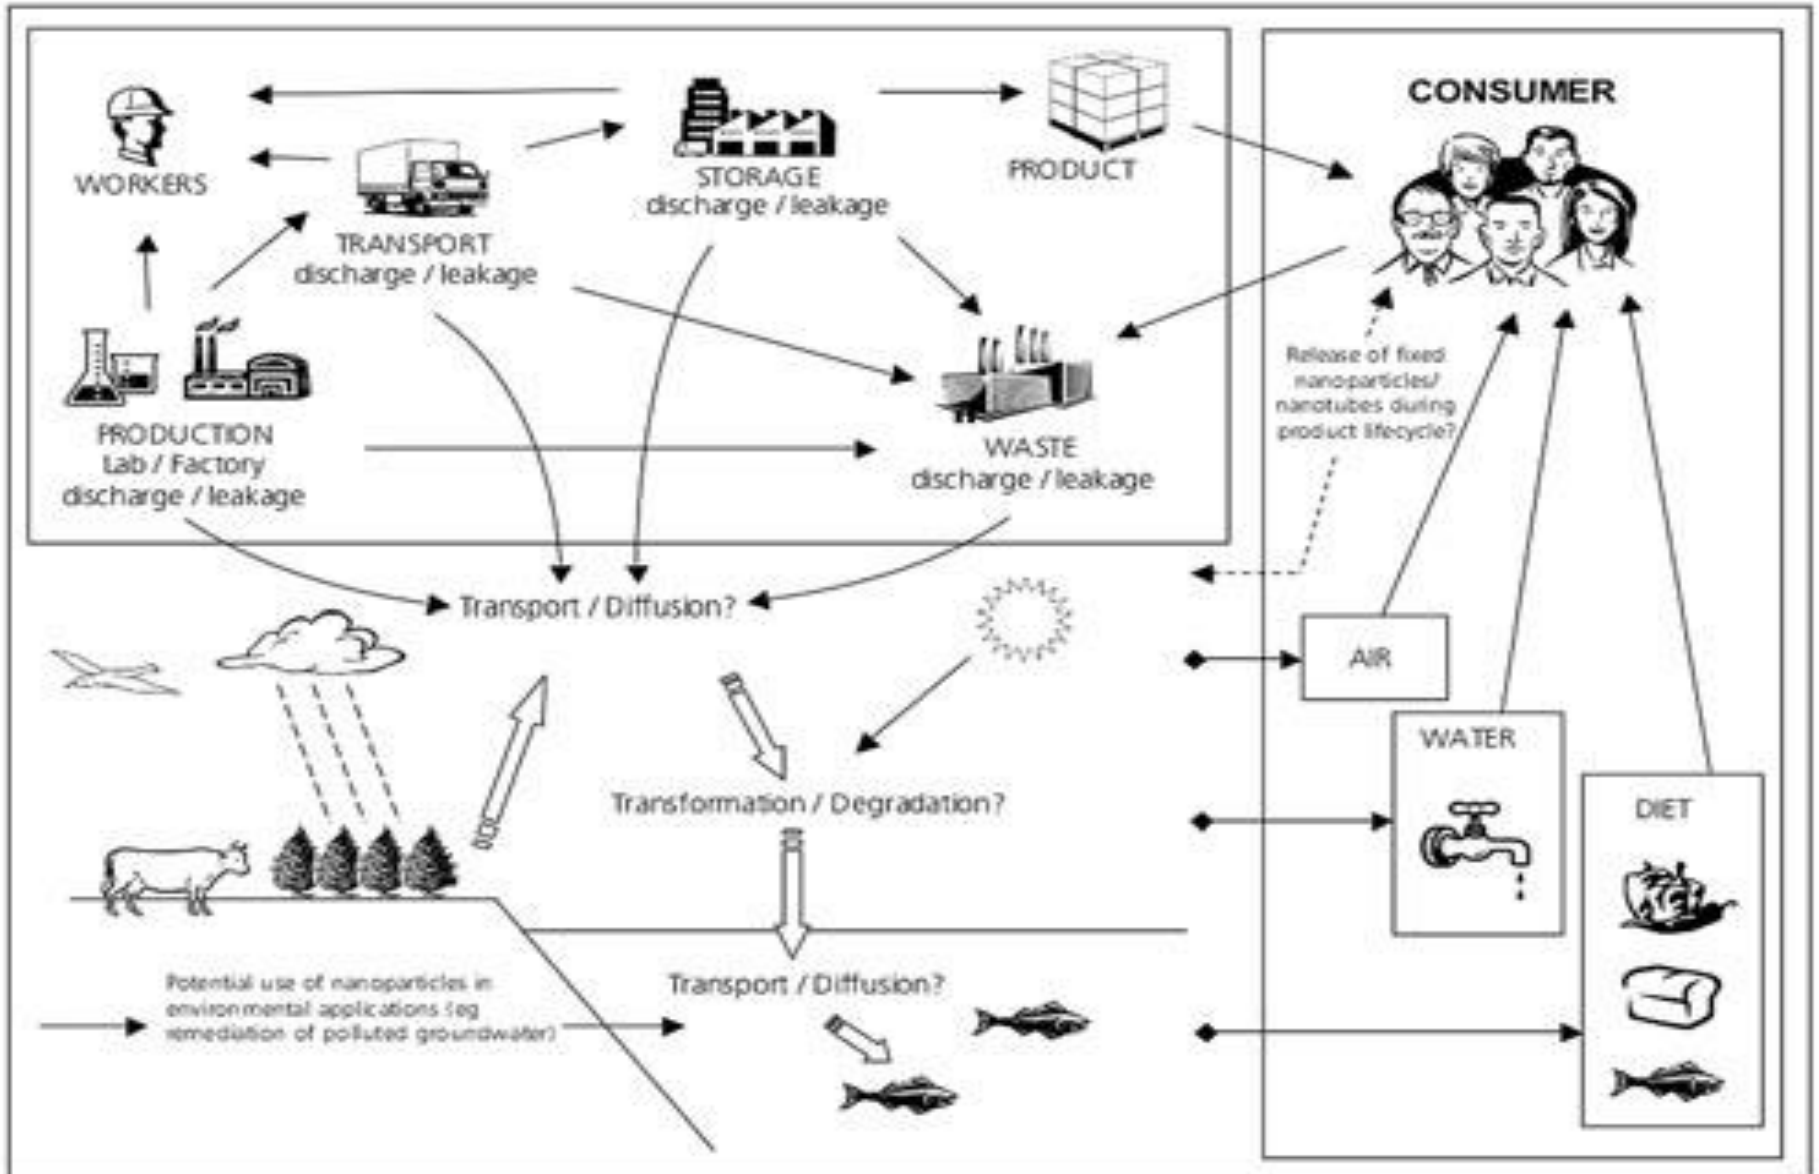 CONSUMER
WORKERS
TRANSPORT
discharge / leakage
STORAGE
discharge / leakage
PRODUCT
PRODUCTION
Lab / Factory
discharge / leakage
WASTE
discharge / leakage
Release of fixed
nanoparticles/
nanotubes during
product lifecycle?
Transport / Diffusion?
AIR
WATER
Transformation / Degradation?
DIET
Potential use of nanoparticles in
environmental applications (eg
remediation of polluted groundwater)
Transport / Diffusion?